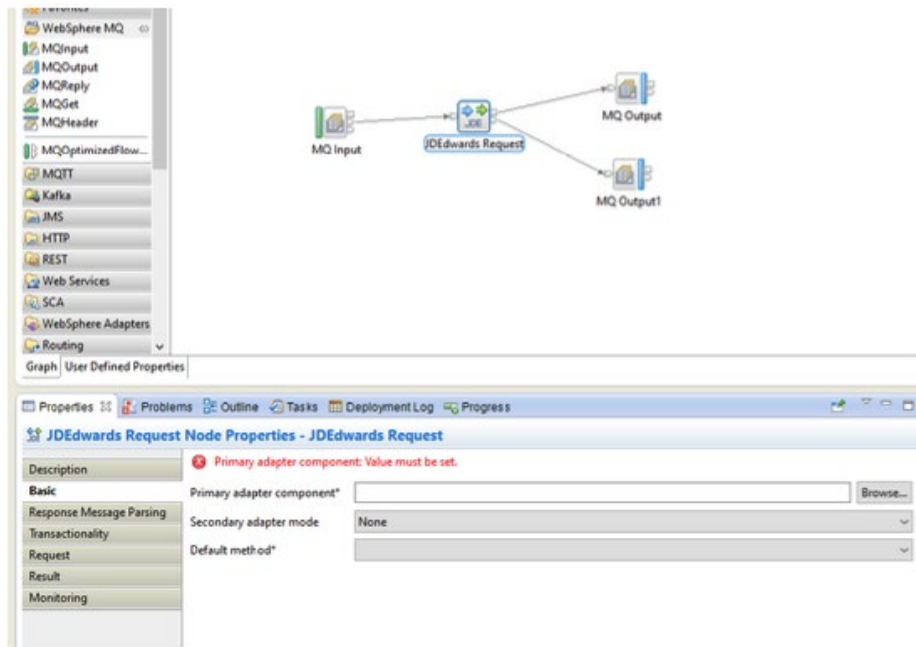 Favorites
WebSphere MQ
MQInput
MQOutput
MQReply
MQGet
MQHeader
MQOptimizedFlow...
MQTT
Kafka
JMS
HTTP
REST
Web Services
SCA
WebSphere Adapters
Routing
MQ Input
JDE
JDEdwards Request
MQ Output
MQ Output1
Graph User Defined Properties
Properties Problems Outline Tasks Deployment Log Progress
JDEdwards Request Node Properties - JDEdwards Request
Description
Basic
Response Message Parsing
Transactionality
Request
Result
Monitoring
Primary adapter component: Value must be set.
Primary adapter component* Browse...
Secondary adapter mode None
Default method*